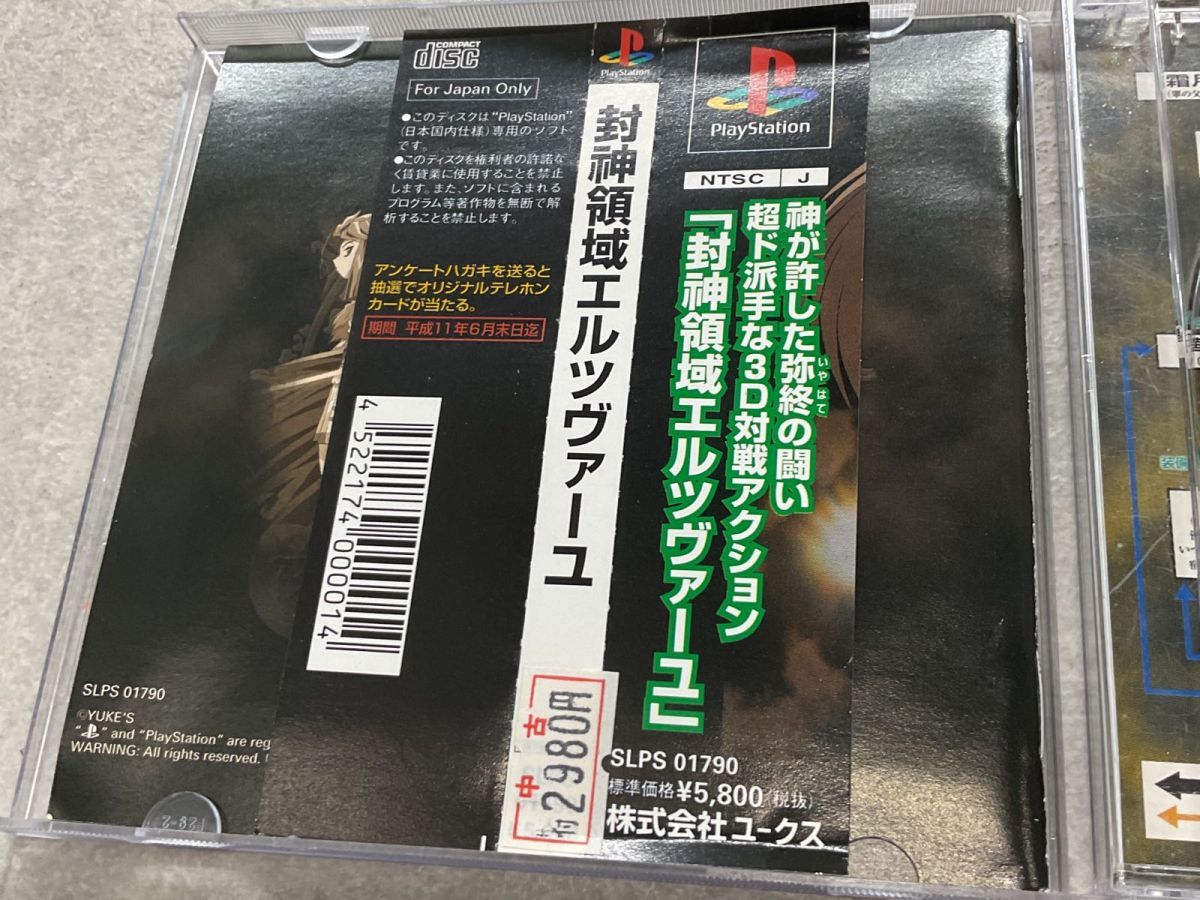 COMPACT
disc
For Japan Only
●このディスクは"PlayStation"
(日本国内仕様)専用のソフト
です。
●このディスクを権利者の許諾な
く賃貸業に使用することを禁止
します。また、ソフトに含まれる
プログラム等著作物を無断で解
析することを禁止します。
アンケートハガキを送ると
抽選でオリジナルテレホン
カードが当たる。
期間 平成11年6月末日迄
4 522174 000014
PlayStation
封神領域エルツヴァーユ
中古
2980円
PlayStation
NTSC J
神が許した弥終の闘い
いやはて
超ド派手な3D対戦アクション
「封神領域エルツヴァーユ」
SLPS 01790
標準価格¥5,800(税抜)
株式会社ユークス
SLPS 01790
©YUKE'S
" " and "PlayStation" are reg
WARNING: All rights reserved.